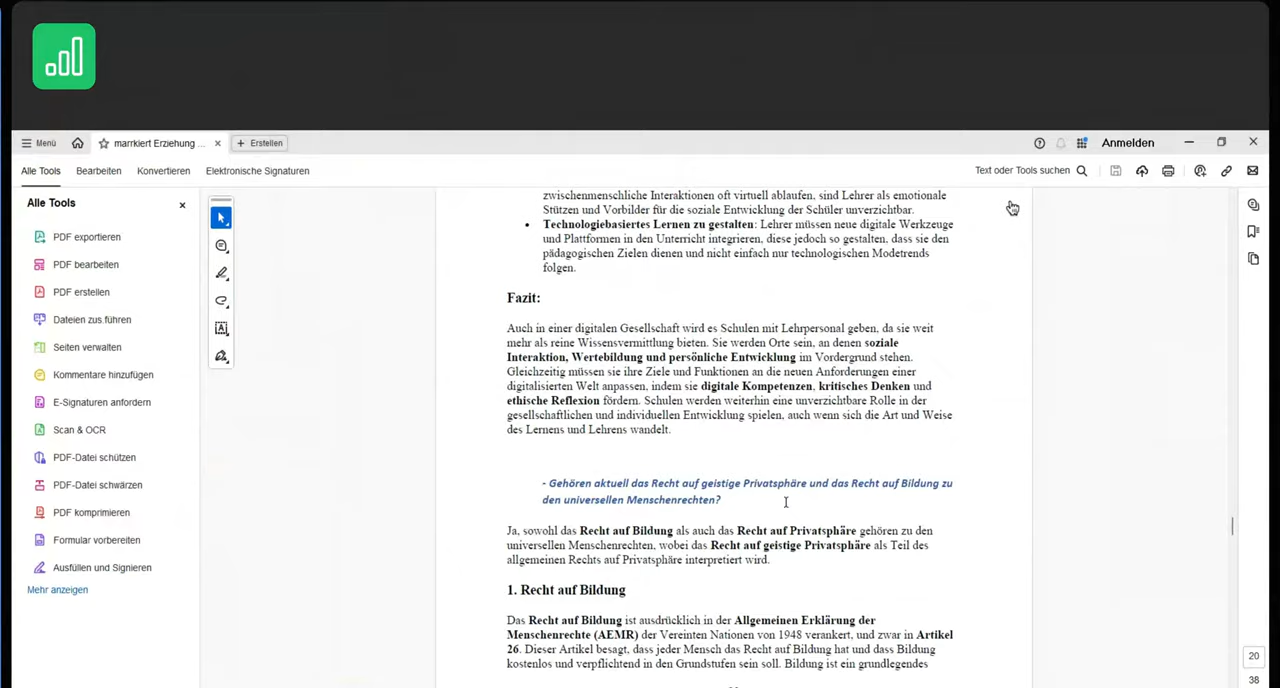 Menü
marrkiert Erziehung ...
Erstellen
Anmelden
Alle Tools
Bearbeiten
Konvertieren
Elektronische Signaturen
Text oder Tools suchen
Alle Tools
PDF exportieren
PDF bearbeiten
PDF erstellen
Dateien zus führen
Seiten verwalten
Kommentare hinzufügen
E-Signaturen anfordern
Scan & OCR
PDF-Datei schützen
PDF-Datei schwärzen
PDF komprimieren
Formular vorbereiten
Ausfüllen und Signieren
Mehr anzeigen
zwischenmenschliche Interaktionen oft virtuell ablaufen, sind Lehrer als emotionale
Stützen und Vorbilder für die soziale Entwicklung der Schüler unverzichtbar.
• Technologiebasiertes Lernen zu gestalten: Lehrer müssen neue digitale Werkzeuge
und Plattformen in den Unterricht integrieren, diese jedoch so gestalten, dass sie den
pädagogischen Zielen dienen und nicht einfach nur technologischen Modetrends
folgen.
Fazit:
Auch in einer digitalen Gesellschaft wird es Schulen mit Lehrpersonal geben, da sie weit
mehr als reine Wissensvermittlung bieten. Sie werden Orte sein, an denen soziale
Interaktion, Wertebildung und persönliche Entwicklung im Vordergrund stehen.
Gleichzeitig müssen sie ihre Ziele und Funktionen an die neuen Anforderungen einer
digitalisierten Welt anpassen, indem sie digitale Kompetenzen, kritisches Denken und
ethische Reflexion fördern. Schulen werden weiterhin eine unverzichtbare Rolle in der
gesellschaftlichen und individuellen Entwicklung spielen, auch wenn sich die Art und Weise
des Lernens und Lehrens wandelt.
- Gehören aktuell das Recht auf geistige Privatsphäre und das Recht auf Bildung zu
den universellen Menschenrechten?
Ja, sowohl das Recht auf Bildung als auch das Recht auf Privatsphäre gehören zu den
universellen Menschenrechten, wobei das Recht auf geistige Privatsphäre als Teil des
allgemeinen Rechts auf Privatsphäre interpretiert wird.
1. Recht auf Bildung
Das Recht auf Bildung ist ausdrücklich in der Allgemeinen Erklärung der
Menschenrechte (AEMR) der Vereinten Nationen von 1948 verankert, und zwar in Artikel
26. Dieser Artikel besagt, dass jeder Mensch das Recht auf Bildung hat und dass Bildung
kostenlos und verpflichtend in den Grundstufen sein soll. Bildung ist ein grundlegendes
20
38